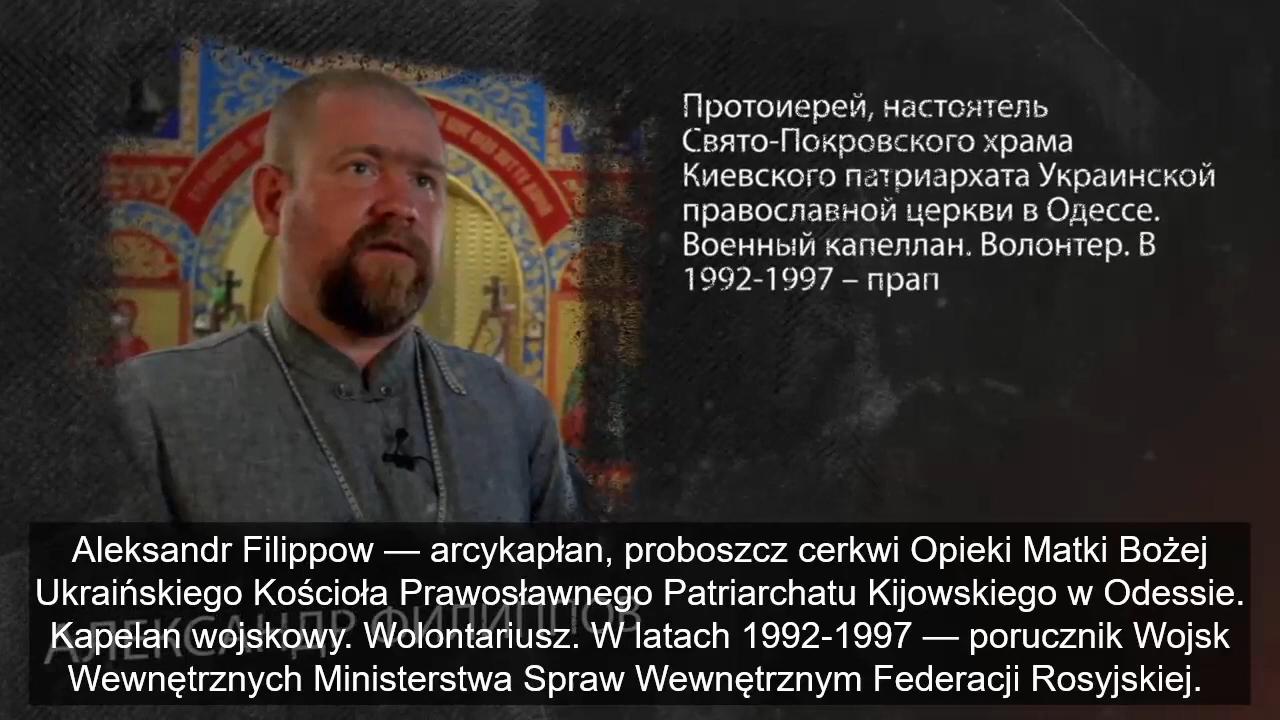 Протоиерей, настоятель
Свято-Покровского храма
Киевского патриархата Украинской
православной церкви в Одессе.
Военный капеллан. Волонтер. В
1992-1997 – прап
АЛЕКСАНДР ФИЛИППОВ
Aleksandr Filippow — arcykapłan, proboszcz cerkwi Opieki Matki Bożej
Ukraińskiego Kościoła Prawosławnego Patriarchatu Kijowskiego w Odessie.
Kapelan wojskowy. Wolontariusz. W latach 1992-1997 — porucznik Wojsk
Wewnętrznych Ministerstwa Spraw Wewnętrznym Federacji Rosyjskiej.